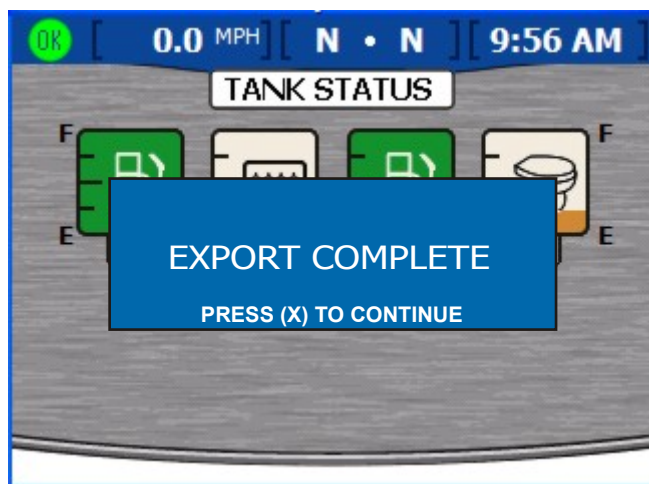 OK [ 0.0 MPH ] [ N • N ] [ 9:56 AM ]
TANK STATUS
F F
E E
EXPORT COMPLETE
PRESS (X) TO CONTINUE